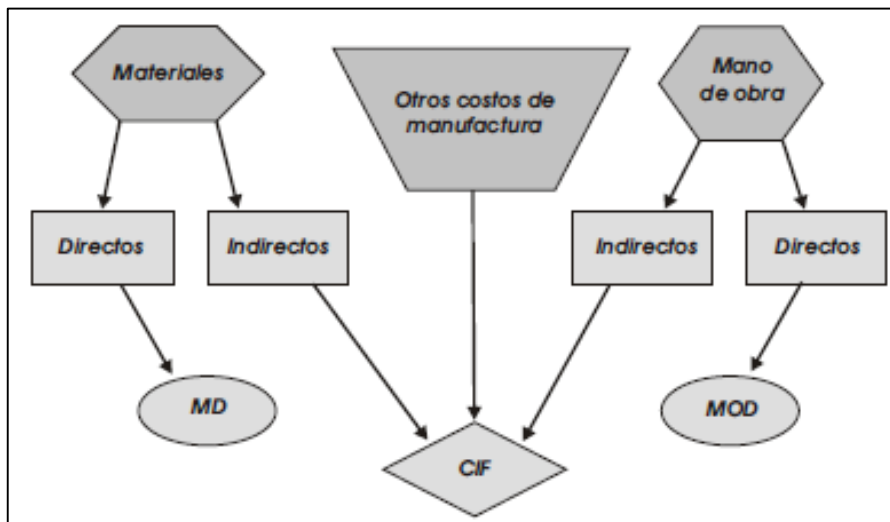 Materiales
Otros costos de
manufactura
Mano
de obra
Directos
Indirectos
Indirectos
Directos
MD
MOD
CIF